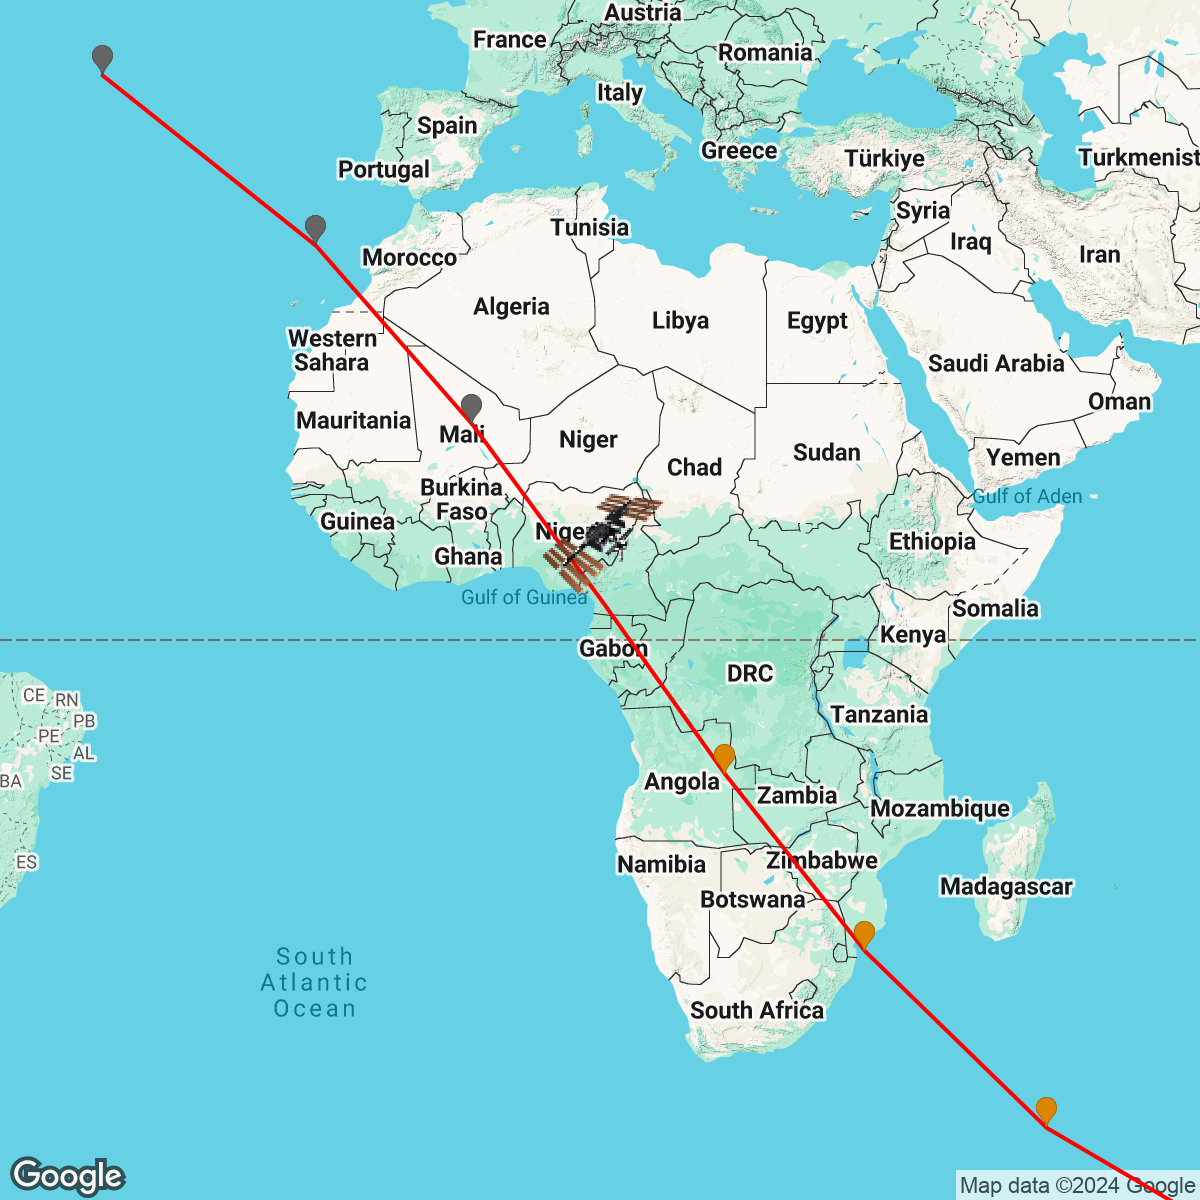 Austria
France
Romania
Italy
Spain
Greece
Türkiye
Turkmenist
Portugal
Syria
Tunisia
Iraq
Iran
Morocco
Algeria
Libya
Egypt
Western
Sahara
Saudi Arabia
Oman
Mauritania
Mali
Niger
Chad
Sudan
Yemen
Burkina
Faso
Gulf of Aden
Guinea
Nige
Ghana
Ethiopia
Gulf of Guinea
Somalia
Kenya
Gabon
DRC
CE
RN
PB
PE
AL
SE
BA
Tanzania
Angola
Zambia
Mozambique
ES
Namibia
Zimbabwe
Botswana
Madagascar
South
Atlantic
Ocean
South Africa
Google
Map data ©2024 Google